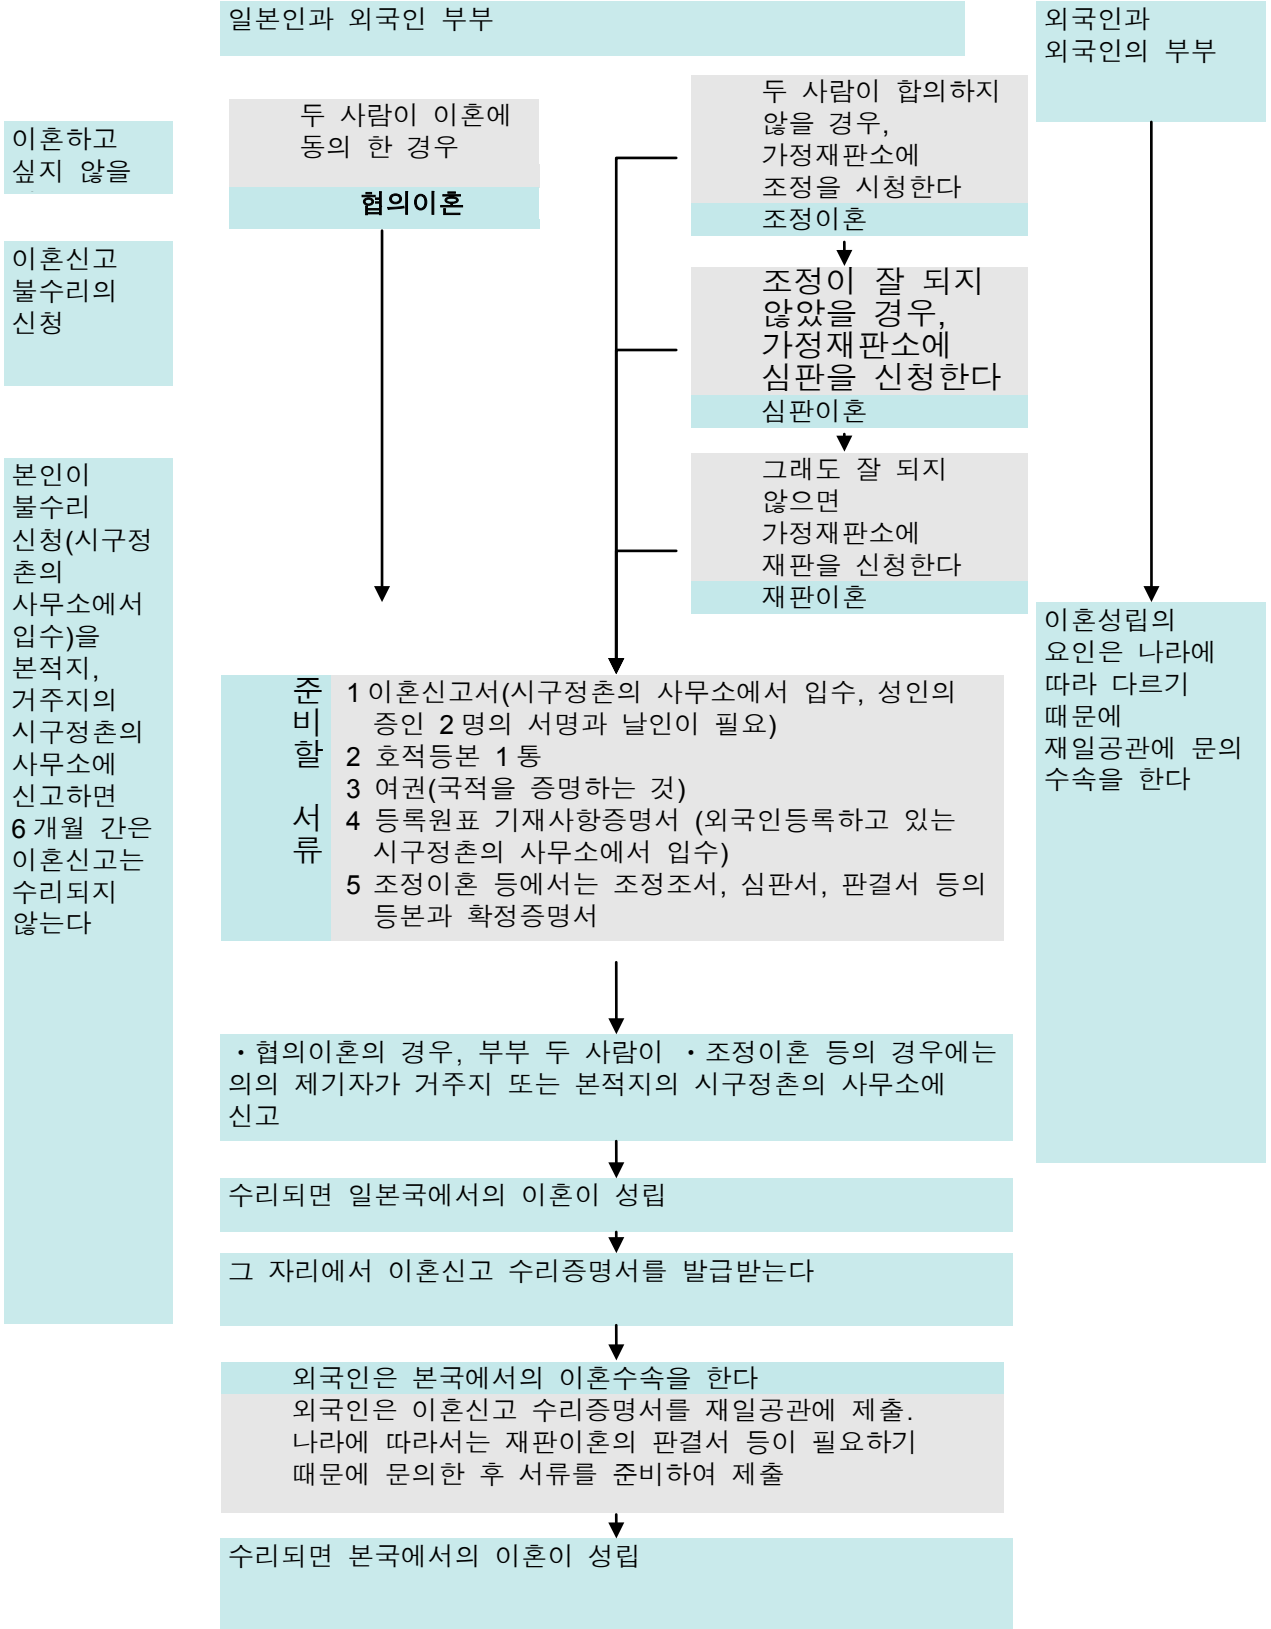 일본인과 외국인 부부
외국인과
외국인의 부부
이혼하고
싶지 않을
두 사람이 이혼에
동의 한 경우
협의이혼
두 사람이 합의하지
않을 경우,
가정재판소에
조정을 시청한다
조정이혼
이혼신고
불수리의
신청
조정이 잘 되지
않았을 경우,
가정재판소에
심판을 신청한다
심판이혼
본인이
불수리
신청(시구정
촌의
사무소에서
입수)을
본적지,
거주지의
시구정촌의
사무소에
신고하면
6 개월 간은
이혼신고는
수리되지
않는다
그래도 잘 되지
않으면
가정재판소에
재판을 신청한다
재판이혼
이혼성립의
요인은 나라에
따라 다르기
때문에
재일공관에 문의
수속을 한다
준비할 서류
1 이혼신고서(시구정촌의 사무소에서 입수, 성인의
증인 2 명의 서명과 날인이 필요)
2 호적등본 1 통
3 여권(국적을 증명하는 것)
4 등록원표 기재사항증명서 (외국인등록하고 있는
시구정촌의 사무소에서 입수)
5 조정이혼 등에서는 조정조서, 심판서, 판결서 등의
등본과 확정증명서
・협의이혼의 경우, 부부 두 사람이 ・조정이혼 등의 경우에는
의의 제기자가 거주지 또는 본적지의 시구정촌의 사무소에
신고
수리되면 일본국에서의 이혼이 성립
그 자리에서 이혼신고 수리증명서를 발급받는다
외국인은 본국에서의 이혼수속을 한다
외국인은 이혼신고 수리증명서를 재일공관에 제출.
나라에 따라서는 재판이혼의 판결서 등이 필요하기
때문에 문의한 후 서류를 준비하여 제출
수리되면 본국에서의 이혼이 성립